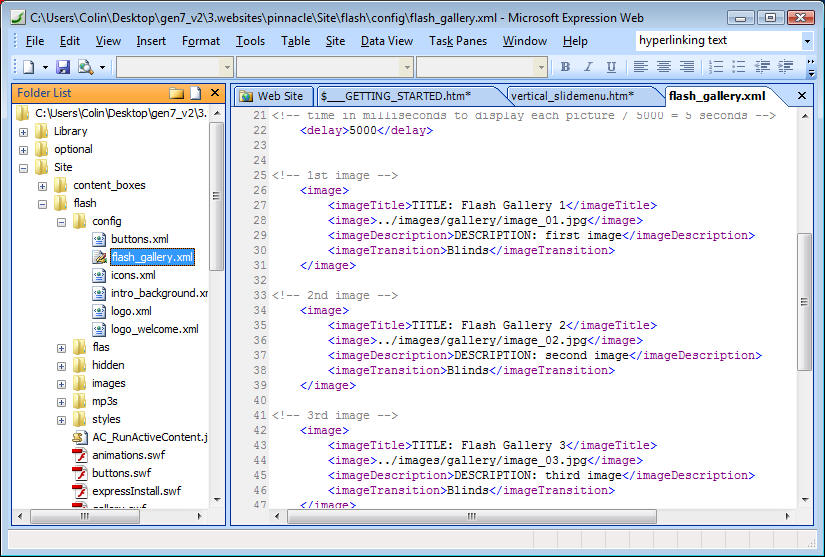 C:\Users\Colin\Desktop\gen7_v2\3.websites\pinnacle\Site\flash\config\flash_gallery.xml - Microsoft Expression Web
File Edit View Insert Format Tools Table Site Data View Task Panes Window Help hyperlinking text
B I U
Folder List
C:\Users\Colin\Desktop\gen7_v2\3.
Library
optional
Site
content_boxes
flash
config
buttons.xml
flash_gallery.xml
icons.xml
intro_background.xr
logo.xml
logo_welcome.xml
flas
hidden
images
mp3s
styles
AC_RunActiveContent.j
animations.swf
buttons.swf
expressInstall.swf
gallery.swf
Web Site $___GETTING_STARTED.htm* vertical_slidemenu.htm* flash_gallery.xml
21 <!-- time in milliseconds to display each picture / 5000 = 5 seconds -->
22 <delay>5000</delay>
23
24
25 <!-- 1st image -->
26 <image>
27 <imageTitle>TITLE: Flash Gallery 1</imageTitle>
28 <image>../images/gallery/image_01.jpg</image>
29 <imageDescription>DESCRIPTION: first image</imageDescription>
30 <imageTransition>Blinds</imageTransition>
31 </image>
32
33 <!-- 2nd image -->
34 <image>
35 <imageTitle>TITLE: Flash Gallery 2</imageTitle>
36 <image>../images/gallery/image_02.jpg</image>
37 <imageDescription>DESCRIPTION: second image</imageDescription>
38 <imageTransition>Blinds</imageTransition>
39 </image>
40
41 <!-- 3rd image -->
42 <image>
43 <imageTitle>TITLE: Flash Gallery 3</imageTitle>
44 <image>../images/gallery/image_03.jpg</image>
45 <imageDescription>DESCRIPTION: third image</imageDescription>
46 <imageTransition>Blinds</imageTransition>
47 </image>